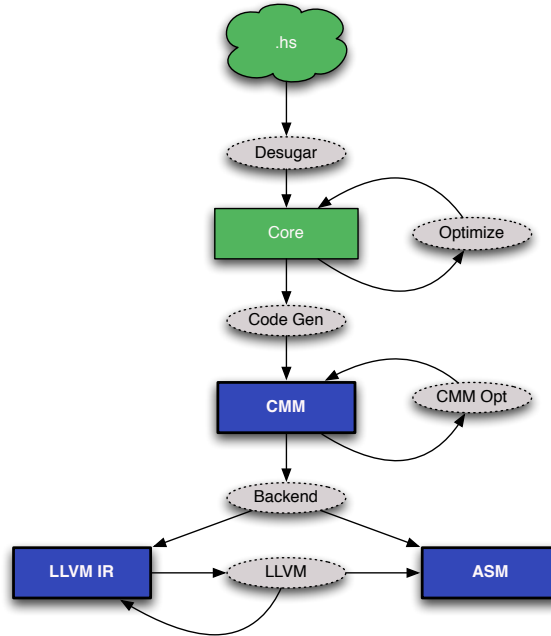 .hs
Desugar
Core
Optimize
Code Gen
CMM
CMM Opt
Backend
LLVM IR
LLVM
ASM